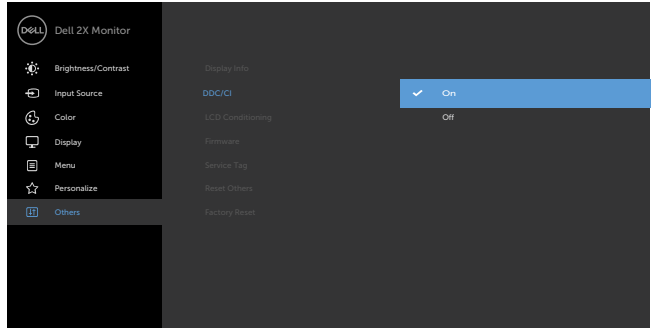 DELL
Dell 2X Monitor
Brightness/Contrast
Input Source
Color
Display
Menu
Personalize
Others
Display Info
DDC/CI
LCD Conditioning
Firmware
Service Tag
Reset Others
Factory Reset
On
Off